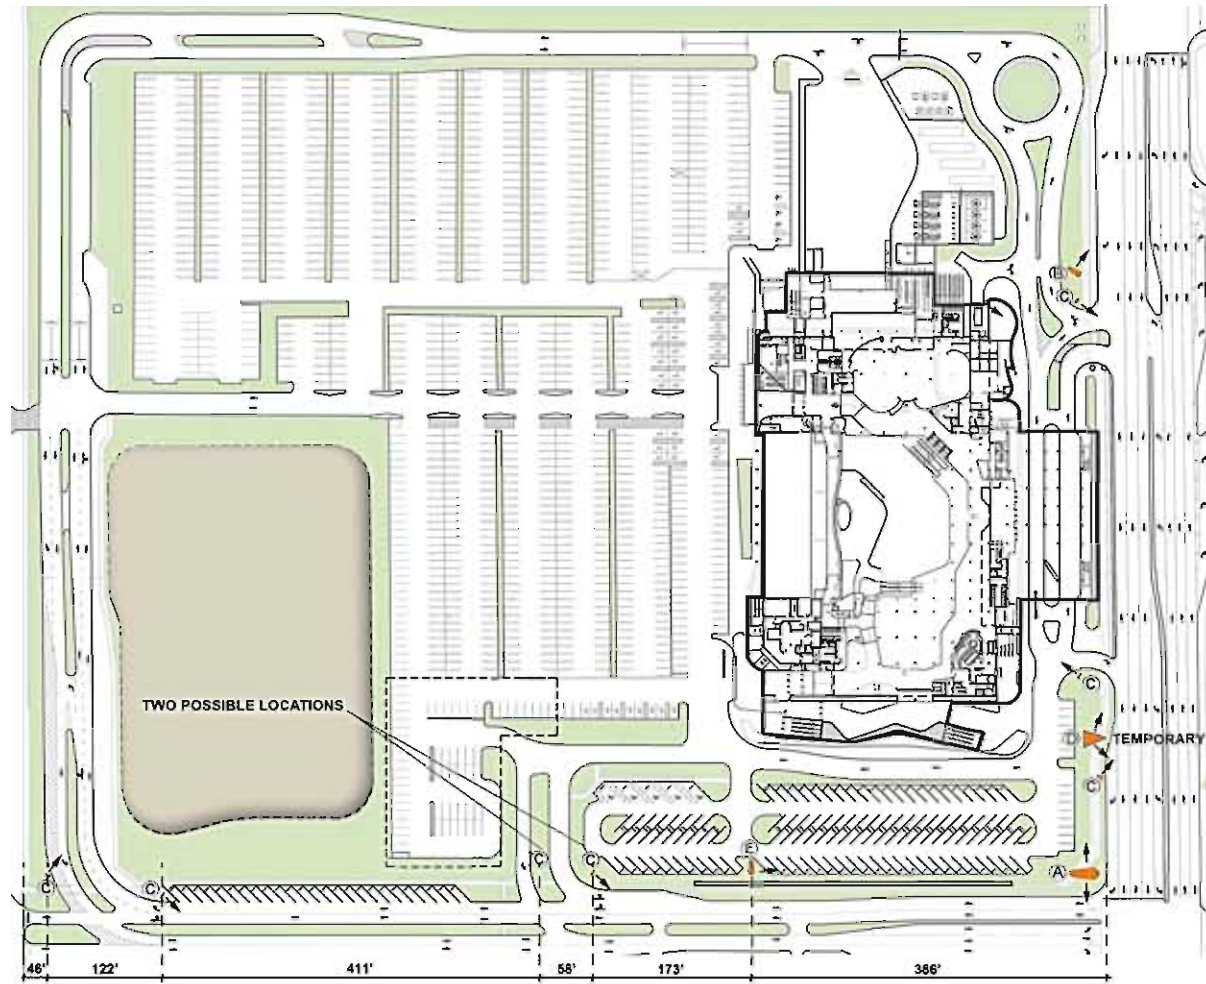 B
C
TWO POSSIBLE LOCATIONS
C
D TEMPORARY
C
E
C C C C
A
46' 122' 411' 58' 173' 386'